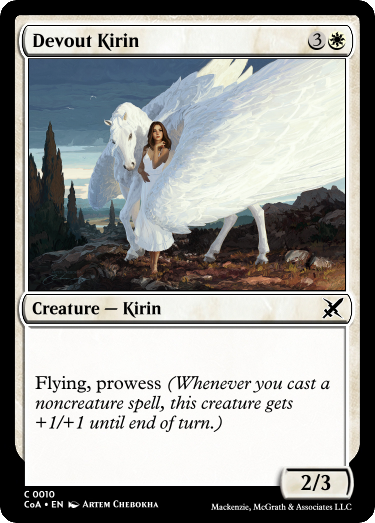 Devout Kirin 3
Creature — Kirin
Flying, prowess (Whenever you cast a
noncreature spell, this creature gets
+1/+1 until end of turn.)
2/3
C 0010
CoA • EN Artem Chebokha
Mackenzie, McGrath & Associates LLC